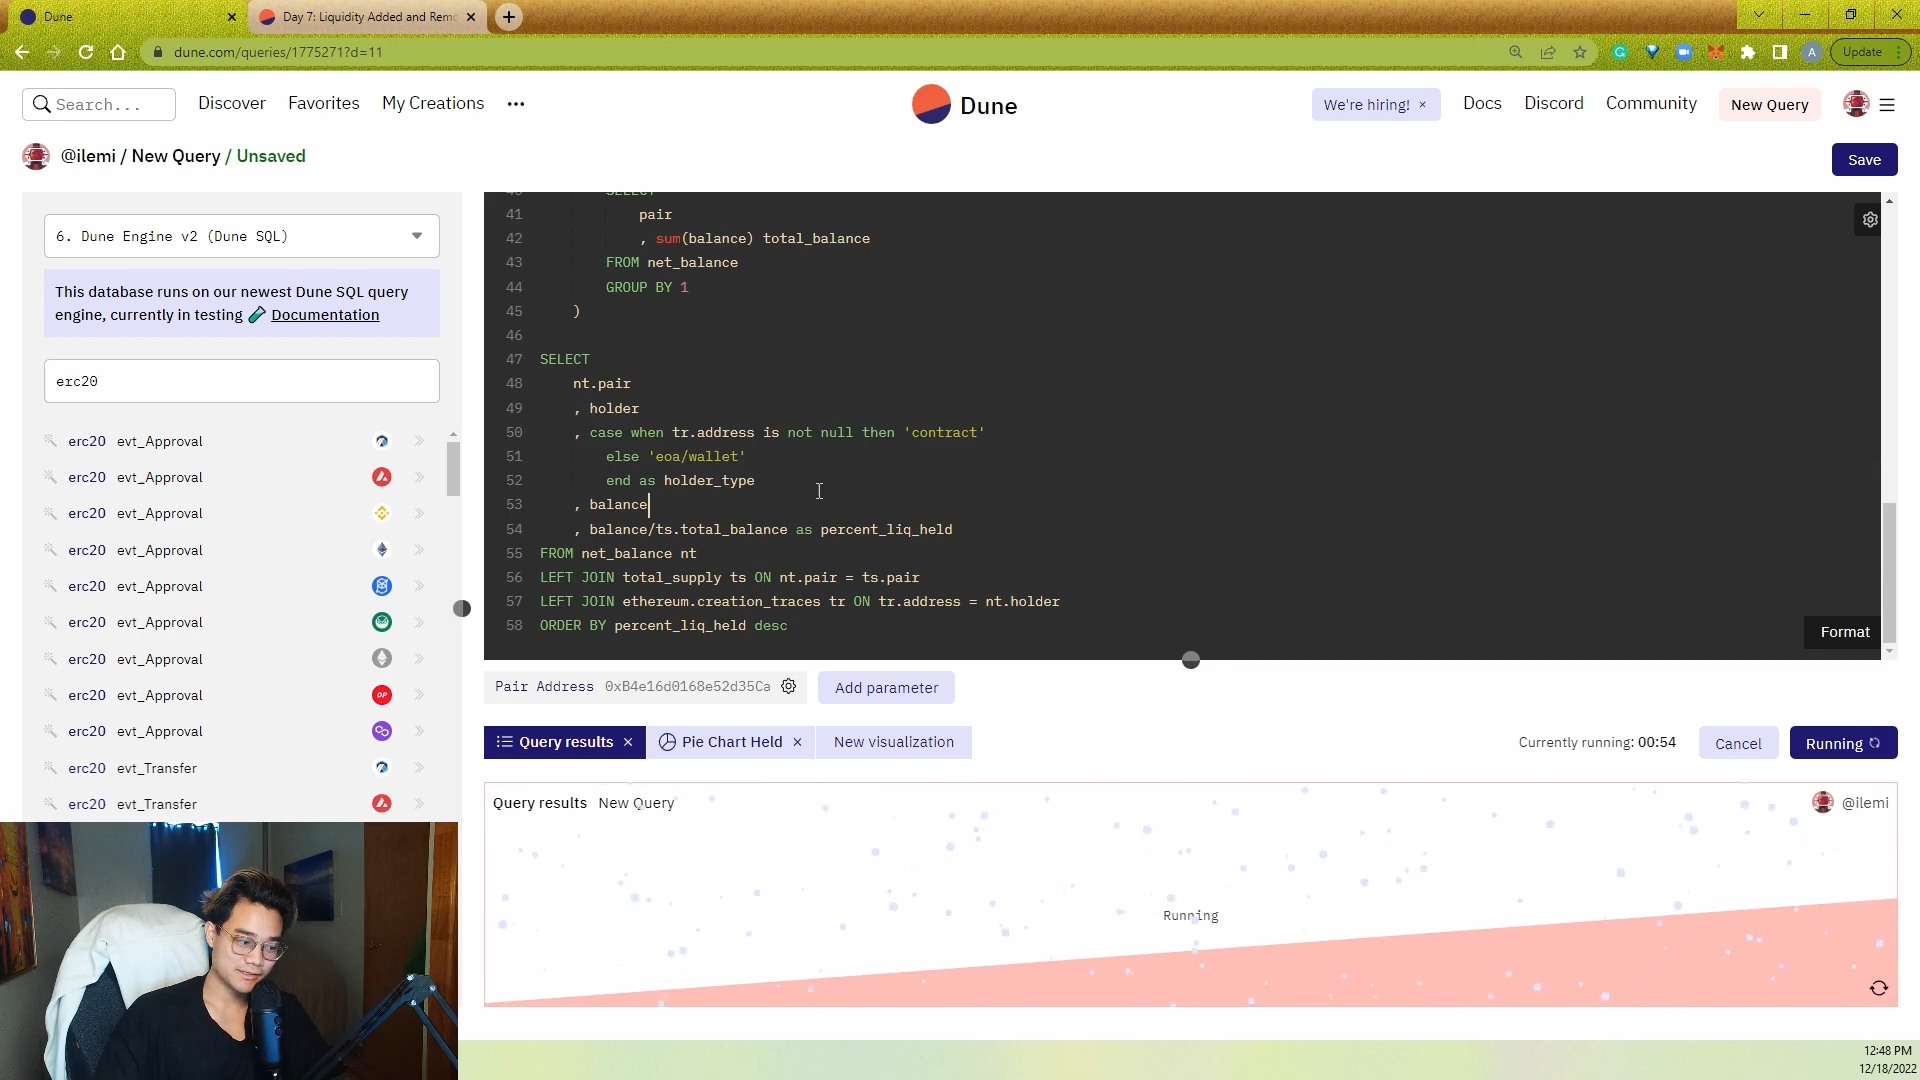 Dune
Day 7: Liquidity Added and Remo
dune.com/queries/1775271?d=11
A
Update
Search...
Discover
Favorites
My Creations
Dune
We're hiring! ×
Docs
Discord
Community
New Query
@ilemi / New Query / Unsaved
Save
6. Dune Engine v2 (Dune SQL)
This database runs on our newest Dune SQL query
engine, currently in testing Documentation
erc20
erc20 evt_Approval
erc20 evt_Approval
erc20 evt_Approval
erc20 evt_Approval
erc20 evt_Approval
erc20 evt_Approval
erc20 evt_Approval
erc20 evt_Approval
OP
erc20 evt_Approval
erc20 evt_Transfer
erc20 evt_Transfer
40 SELECT
41 pair
42 , sum(balance) total_balance
43 FROM net_balance
44 GROUP BY 1
45 )
46
47 SELECT
48 nt.pair
49 , holder
50 , case when tr.address is not null then 'contract'
51 else 'eoa/wallet'
52 end as holder_type
53 , balance
54 , balance/ts.total_balance as percent_liq_held
55 FROM net_balance nt
56 LEFT JOIN total_supply ts ON nt.pair = ts.pair
57 LEFT JOIN ethereum.creation_traces tr ON tr.address = nt.holder
58 ORDER BY percent_liq_held desc
Format
Pair Address 0xB4e16d0168e52d35Ca
Add parameter
Query results ×
Pie Chart Held ×
New visualization
Currently running: 00:54
Cancel
Running
Query results New Query
@ilemi
Running
12:48 PM
12/18/2022